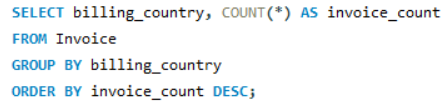 SELECT billing_country, COUNT(*) AS invoice_count
FROM Invoice
GROUP BY billing_country
ORDER BY invoice_count DESC;